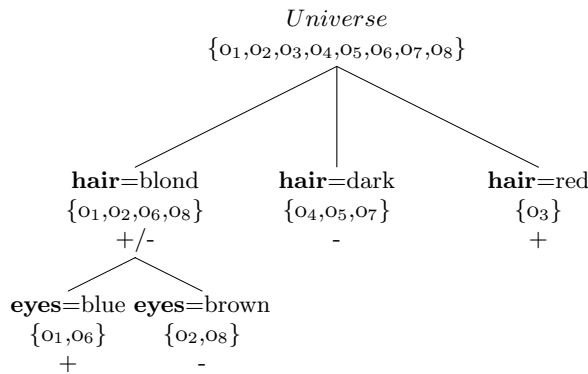 Universe
{o₁,o₂,o₃,o₄,o₅,o₆,o₇,o₈}
hair=blond hair=dark hair=red
{o₁,o₂,o₆,o₈} {o₄,o₅,o₇} {o₃}
+/- - +
eyes=blue eyes=brown
{o₁,o₆} {o₂,o₈}
+ -